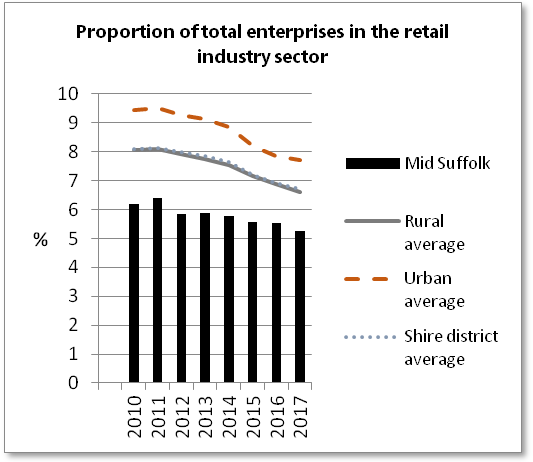 Proportion of total enterprises in the retail
industry sector
10
9
8
7
6
5
4
3
2
1
0
%
2010
2011
2012
2013
2014
2015
2016
2017
Mid Suffolk
Rural
average
Urban
average
Shire district
average